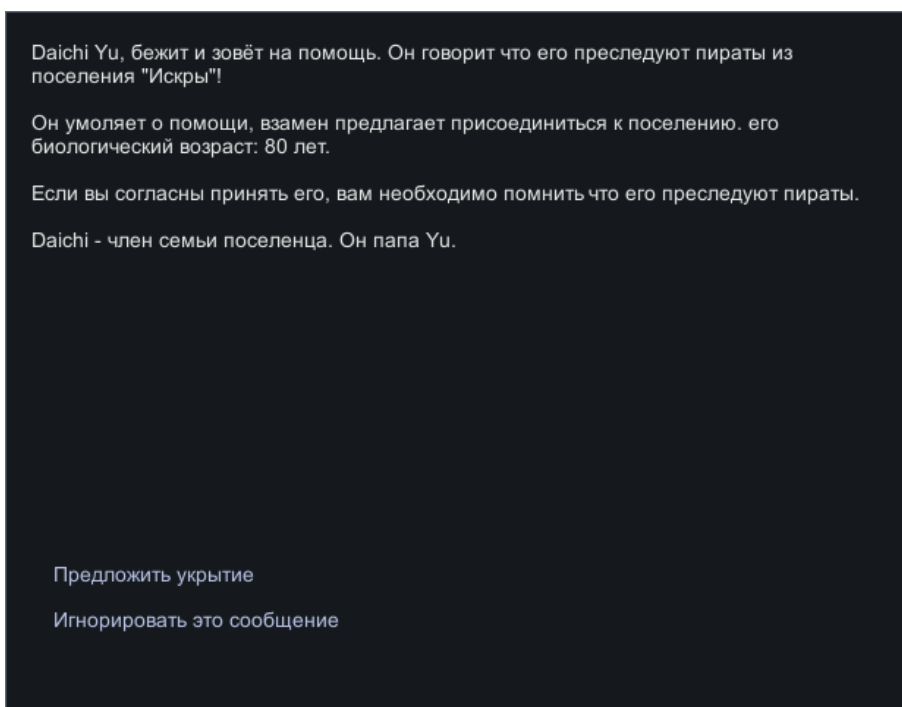 Daichi Yu, бежит и зовёт на помощь. Он говорит что его преследуют пираты из
поселения "Искры"!
Он умоляет о помощи, взамен предлагает присоединиться к поселению. его
биологический возраст: 80 лет.
Если вы согласны принять его, вам необходимо помнить что его преследуют пираты.
Daichi - член семьи поселенца. Он папа Yu.
Предложить укрытие
Игнорировать это сообщение